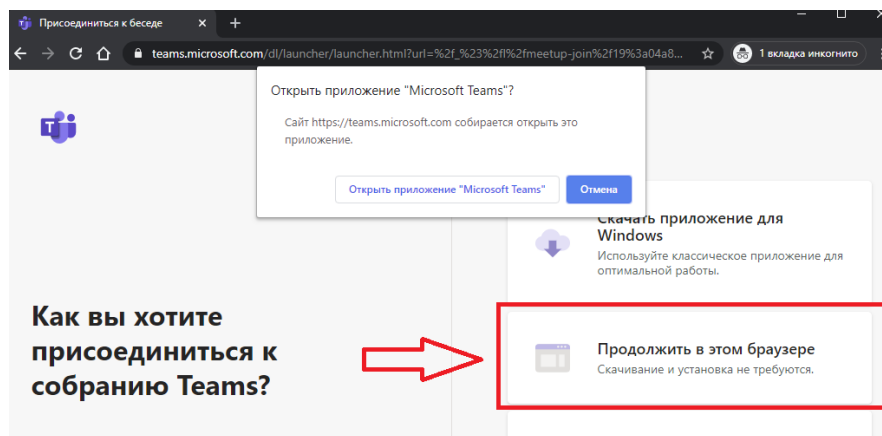 Присоединиться к беседе
teams.microsoft.com/dl/launcher/launcher.html?url=%2f_%23%2fl%2fmeetup-join%2f19%3a04a8...
1 вкладка инкогнито
Открыть приложение "Microsoft Teams"?
Сайт https://teams.microsoft.com собирается открыть это
приложение.
Открыть приложение "Microsoft Teams"
Отмена
Скачать приложение для
Windows
Используйте классическое приложение для
оптимальной работы.
Как вы хотите
присоединиться к
собранию Teams?
Продолжить в этом браузере
Скачивание и установка не требуются.